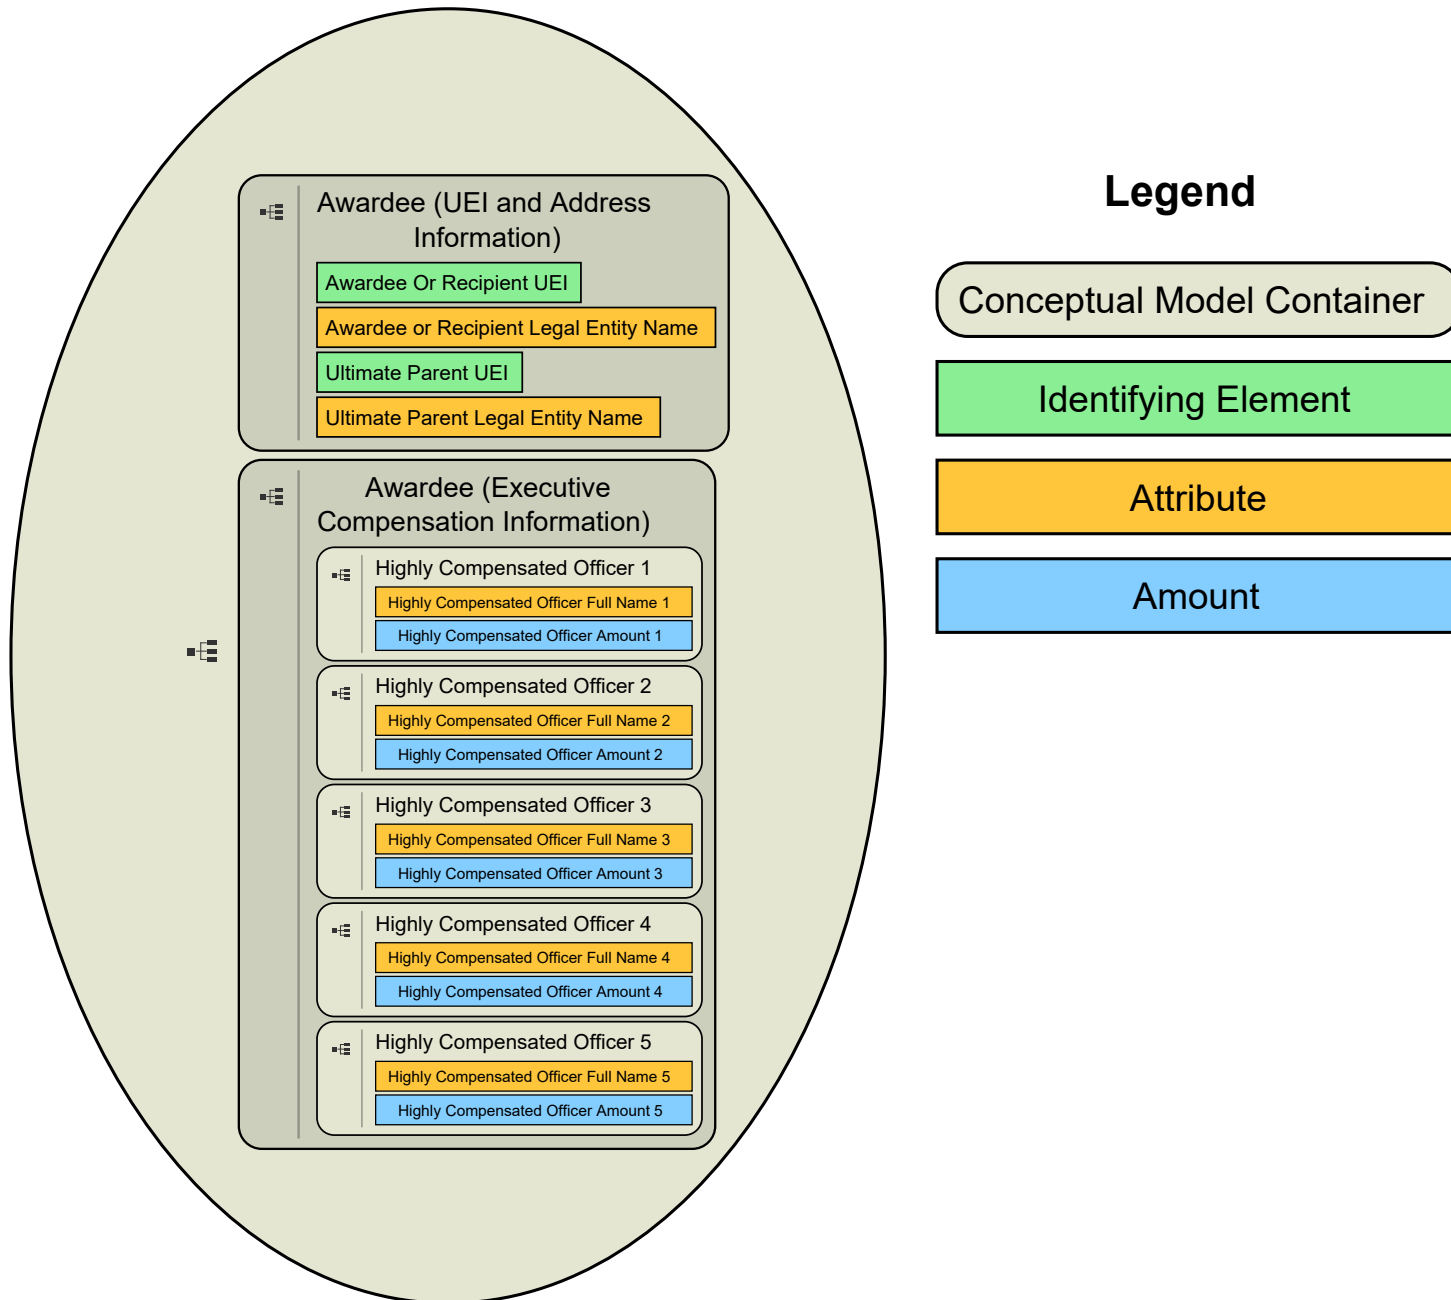 Awardee (UEI and Address
Information)
Awardee Or Recipient UEI
Awardee or Recipient Legal Entity Name
Ultimate Parent UEI
Ultimate Parent Legal Entity Name
Awardee (Executive
Compensation Information)
Highly Compensated Officer 1
Highly Compensated Officer Full Name 1
Highly Compensated Officer Amount 1
Highly Compensated Officer 2
Highly Compensated Officer Full Name 2
Highly Compensated Officer Amount 2
Highly Compensated Officer 3
Highly Compensated Officer Full Name 3
Highly Compensated Officer Amount 3
Highly Compensated Officer 4
Highly Compensated Officer Full Name 4
Highly Compensated Officer Amount 4
Highly Compensated Officer 5
Highly Compensated Officer Full Name 5
Highly Compensated Officer Amount 5
Legend
Conceptual Model Container
Identifying Element
Attribute
Amount